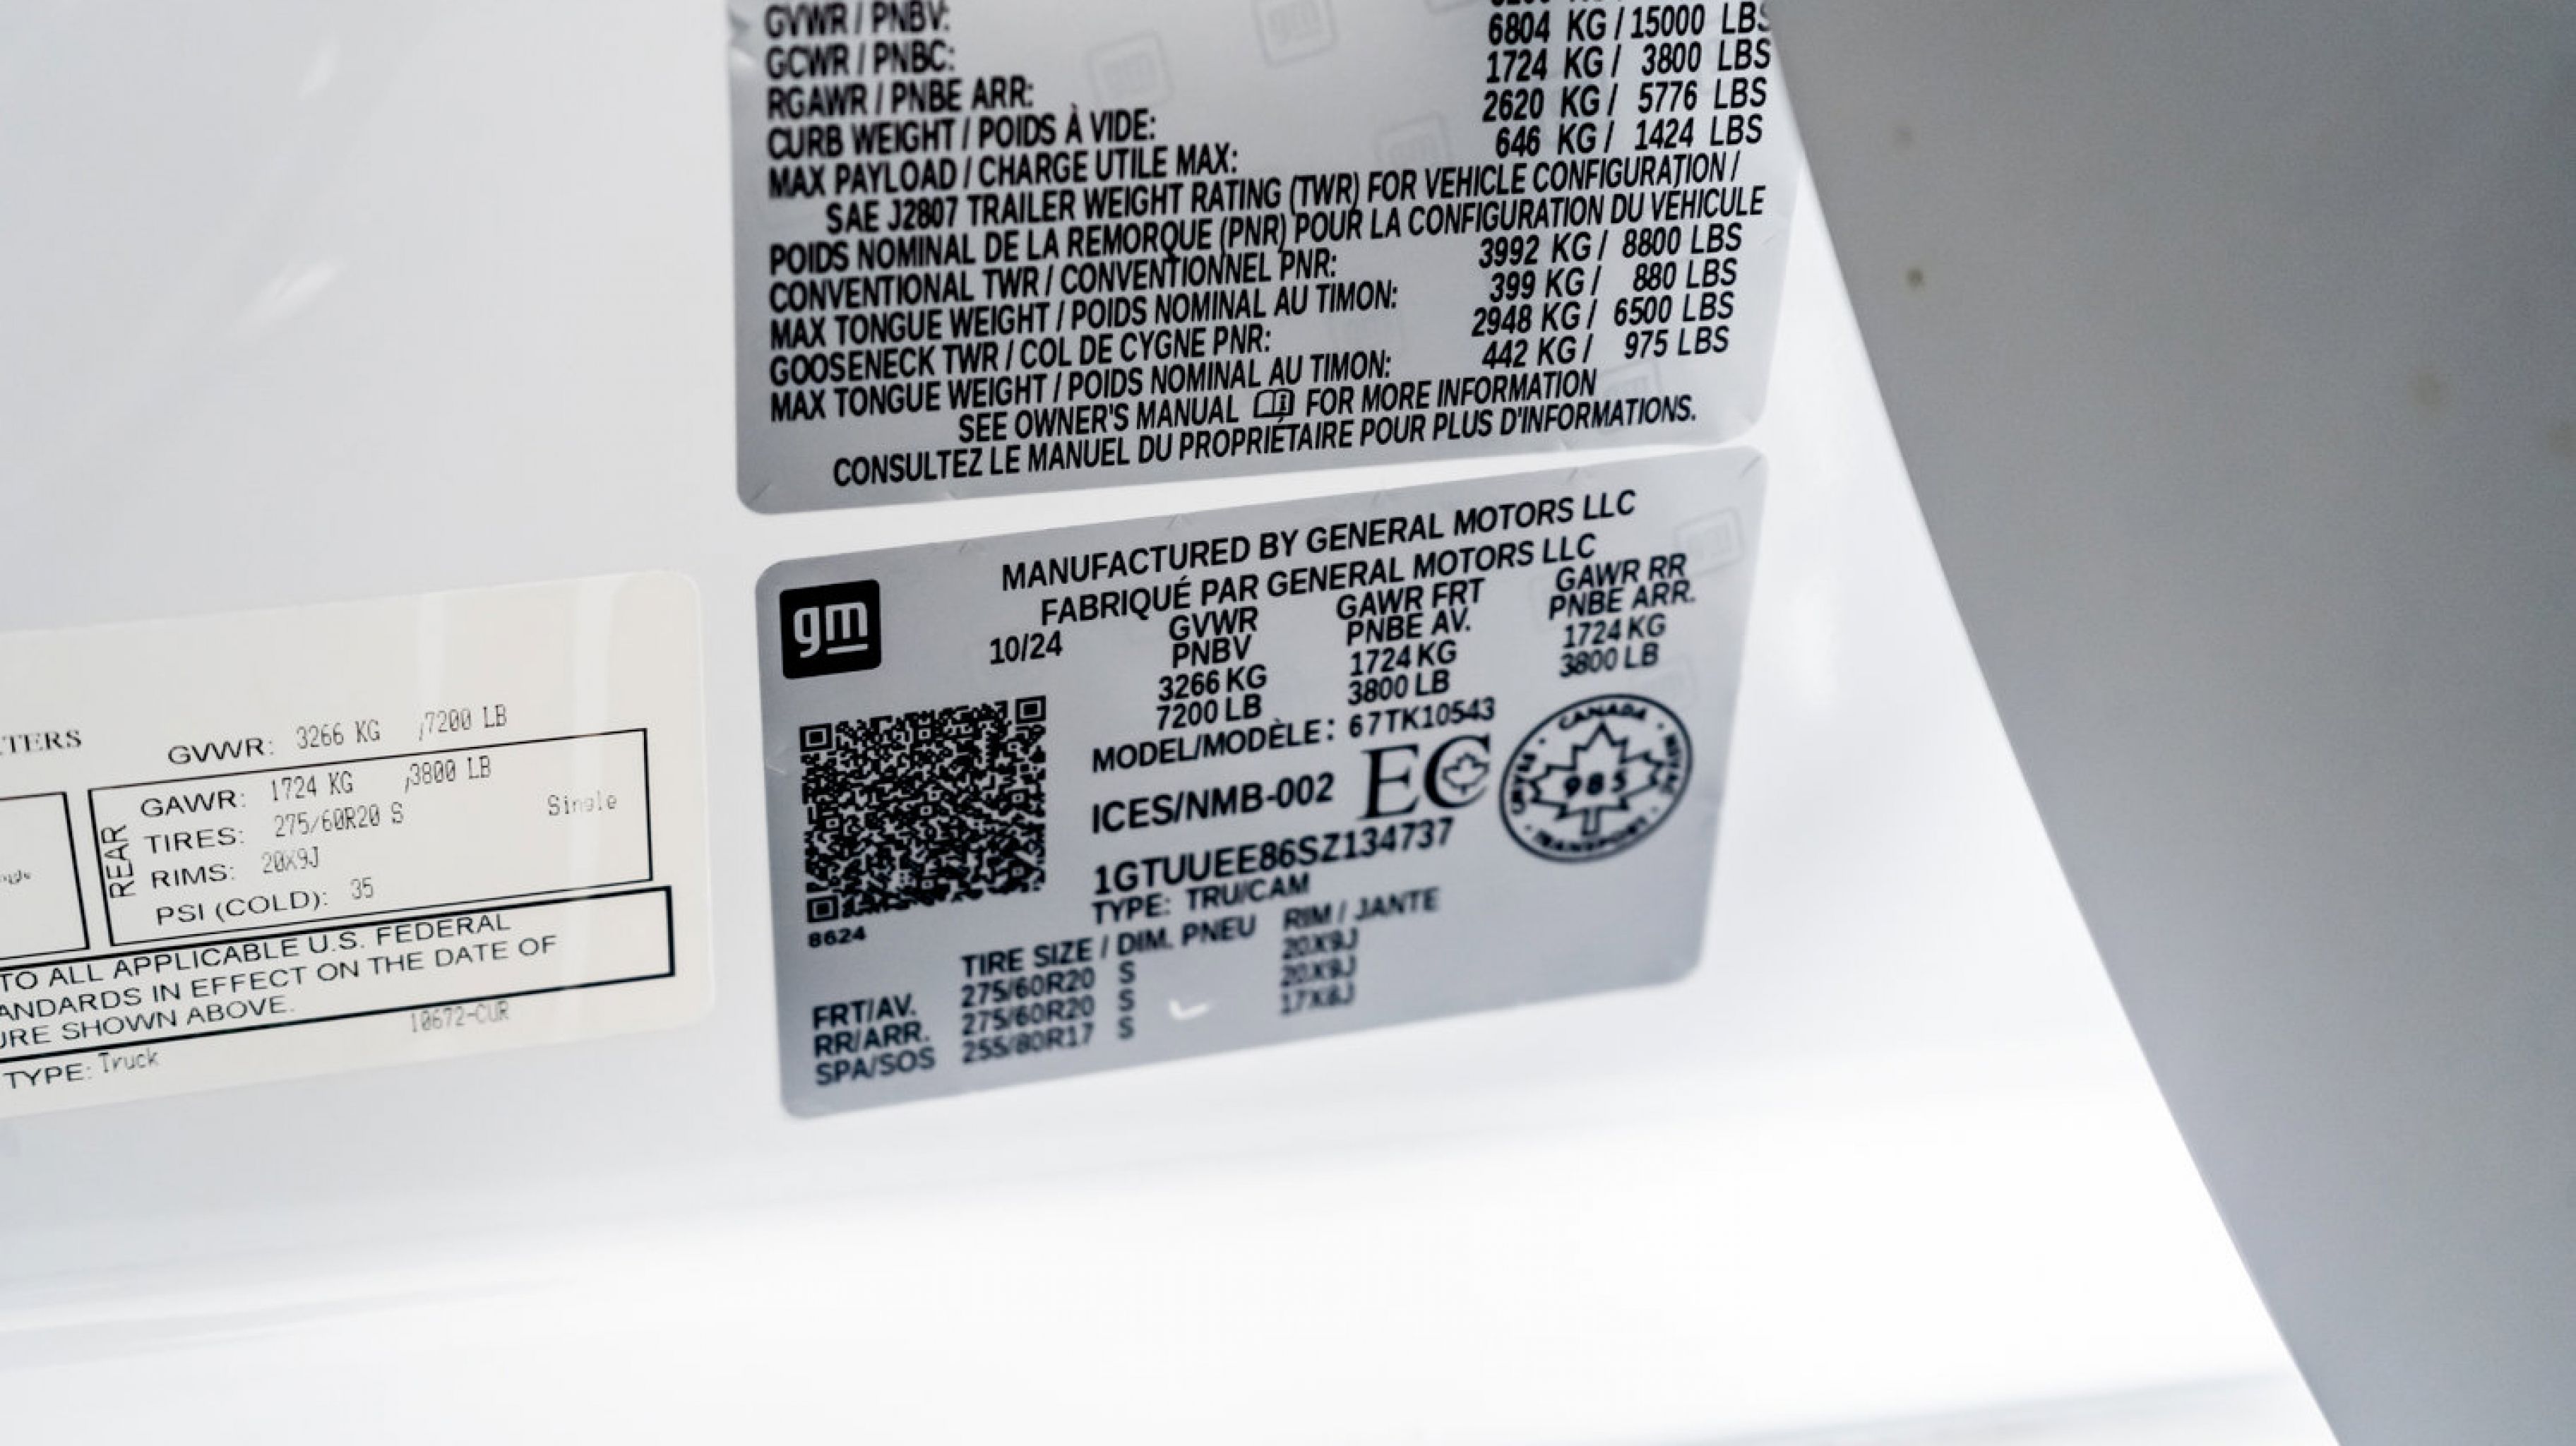 GVWR / PNBV:
GCWR / PNBC: 6804 KG / 15000 LBS
RGAWR / PNBE ARR: 1724 KG / 3800 LBS
CURB WEIGHT / POIDS À VIDE: 2620 KG / 5776 LBS
MAX PAYLOAD / CHARGE UTILE MAX: 646 KG / 1424 LBS
SAE J2807 TRAILER WEIGHT RATING (TWR) FOR VEHICLE CONFIGURATION /
POIDS NOMINAL DE LA REMORQUE (PNR) POUR LA CONFIGURATION DU VÉHICULE
CONVENTIONAL TWR / CONVENTIONNEL PNR: 3992 KG / 8800 LBS
MAX TONGUE WEIGHT / POIDS NOMINAL AU TIMON: 399 KG / 880 LBS
GOOSENECK TWR / COL DE CYGNE PNR: 2948 KG / 6500 LBS
MAX TONGUE WEIGHT / POIDS NOMINAL AU TIMON: 442 KG / 975 LBS
SEE OWNER'S MANUAL FOR MORE INFORMATION
CONSULTEZ LE MANUEL DU PROPRIÉTAIRE POUR PLUS D'INFORMATIONS.
TERS
GVWR: 3266 KG /7200 LB
REAR
GAWR: 1724 KG /3800 LB
TIRES: 275/60R20 S Single
RIMS: 20X9J
PSI (COLD): 35
TO ALL APPLICABLE U.S. FEDERAL
ANDARDS IN EFFECT ON THE DATE OF
URE SHOWN ABOVE.
TYPE: Truck 10672-CUR
gm
MANUFACTURED BY GENERAL MOTORS LLC
FABRIQUÉ PAR GENERAL MOTORS LLC
10/24
GVWR GAWR FRT GAWR RR
PNBV PNBE AV. PNBE ARR.
3266 KG 1724 KG 1724 KG
7200 LB 3800 LB 3800 LB
MODEL/MODÈLE: 67TK10543
ICES/NMB-002 EC
CANADA
TRANSPORT
985
1GTUUEE86SZ134737
TYPE: TRU/CAM
8624
TIRE SIZE / DIM. PNEU RIM / JANTE
FRT/AV. 275/60R20 S 20X9J
RR/ARR. 275/60R20 S 20X9J
SPA/SOS 255/80R17 S 17X8J